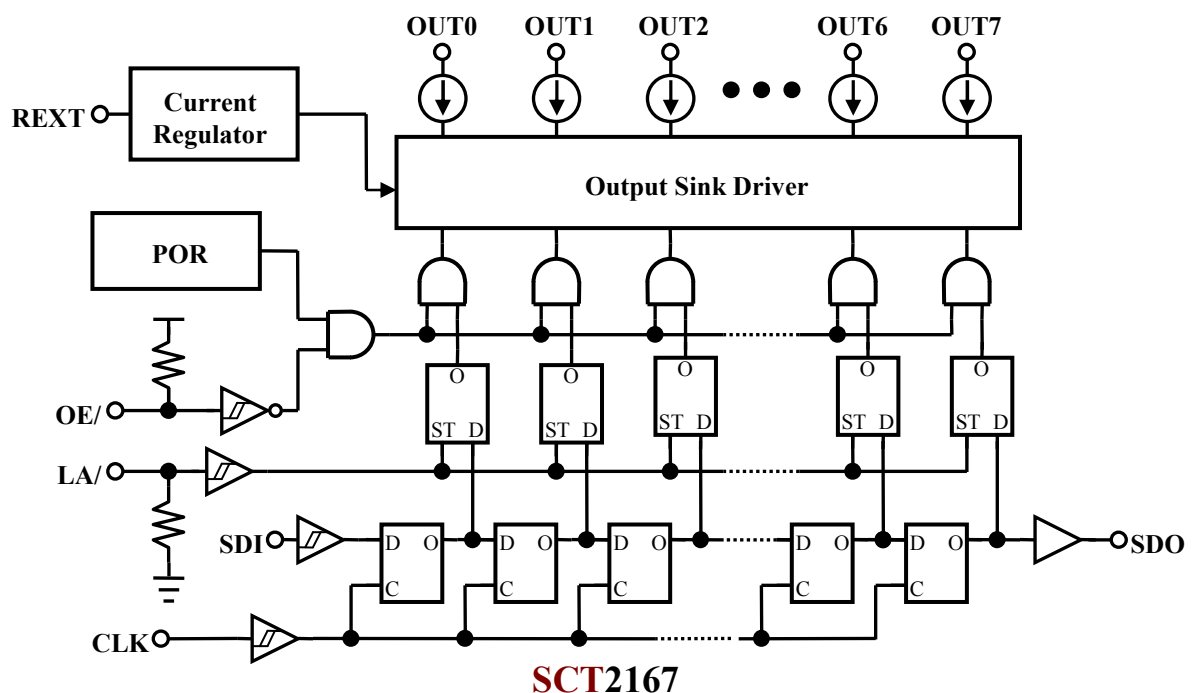 OUT0 OUT1 OUT2 OUT6 OUT7
REXT
Current
Regulator
Output Sink Driver
POR
O O O O O
OE/
ST D ST D ST D ST D ST D
LA/
SDI
D O D O D O D O D O
SDO
C C C C C
CLK
SCT2167